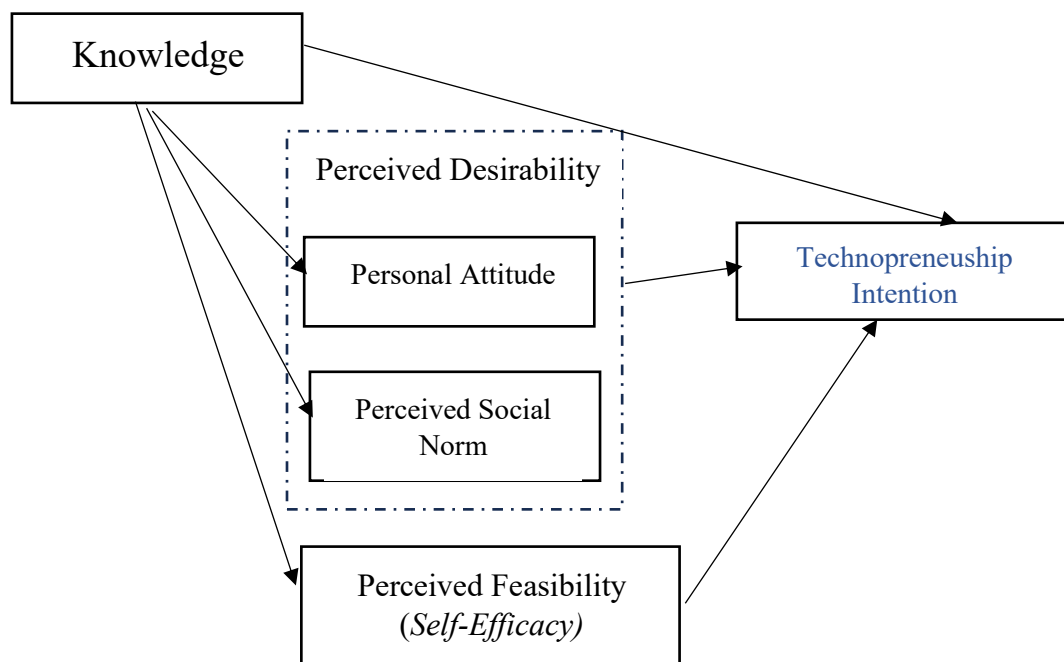 Knowledge
Perceived Desirability
Personal Attitude
Technopreneuship
Intention
Perceived Social
Norm
Perceived Feasibility
(Self-Efficacy)